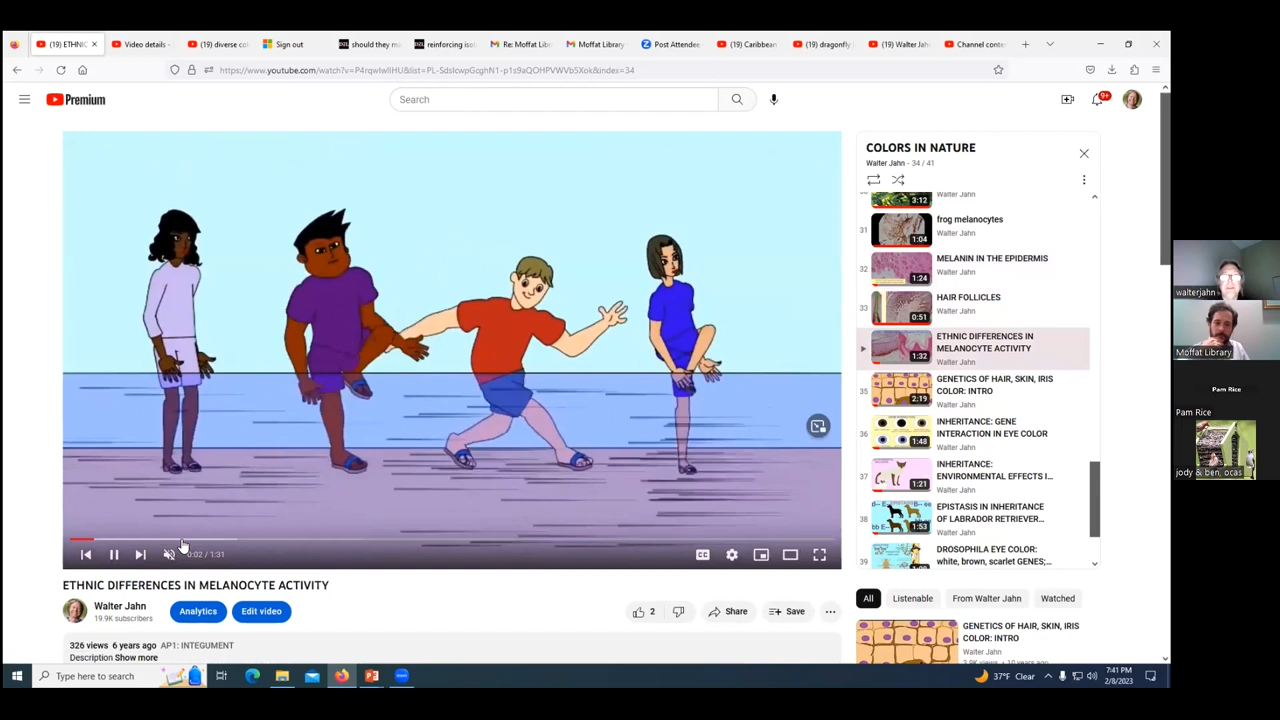 (19) ETHNIC
Video details -
(19) diverse co
Sign out
should they m
reinforcing iso
Re: Moffat Lib
Moffat Library
Post Attendee
(19) Caribbean
(19) dragonfly
(19) Walter Jah
Channel conte
https://www.youtube.com/watch?v=P4rqwIwlIHU&list=PL-SdsIcwpGcghN1-p1s9aQOHPVWVb5Xok&index=34
Premium
Search
9+
COLORS IN NATURE
Walter Jahn - 34 / 41
3:12
Walter Jahn
31
1:04
frog melanocytes
Walter Jahn
32
1:24
MELANIN IN THE EPIDERMIS
Walter Jahn
33
0:51
HAIR FOLLICLES
Walter Jahn
1:32
ETHNIC DIFFERENCES IN
MELANOCYTE ACTIVITY
Walter Jahn
35
2:19
GENETICS OF HAIR, SKIN, IRIS
COLOR: INTRO
Walter Jahn
36
1:48
INHERITANCE: GENE
INTERACTION IN EYE COLOR
Walter Jahn
37
1:21
INHERITANCE:
ENVIRONMENTAL EFFECTS I...
Walter Jahn
38
1:53
EPISTASIS IN INHERITANCE
OF LABRADOR RETRIEVER...
Walter Jahn
39
DROSOPHILA EYE COLOR:
white, brown, scarlet GENES;...
0:02 / 1:31
CC
ETHNIC DIFFERENCES IN MELANOCYTE ACTIVITY
Walter Jahn
19.9K subscribers
Analytics
Edit video
2
Share
Save
326 views 6 years ago AP1: INTEGUMENT
Description Show more
All
Listenable
From Walter Jahn
Watched
GENETICS OF HAIR, SKIN, IRIS
COLOR: INTRO
Walter Jahn
walterjahn
Moffat Library
Pam Rice
Pam Rice
jody & ben, ocas
Type here to search
37°F Clear
7:41 PM
2/8/2023